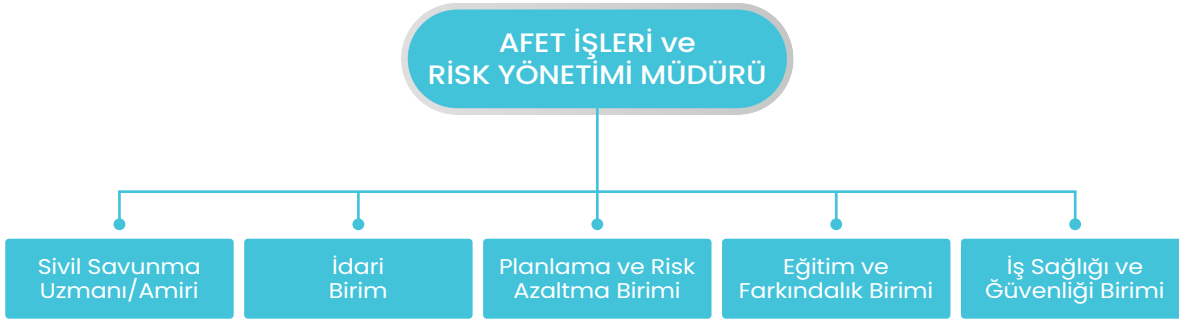 AFET İŞLERİ ve
RİSK YÖNETİMİ MÜDÜRÜ
Sivil Savunma
Uzmanı/Amiri
İdari
Birim
Planlama ve Risk
Azaltma Birimi
Eğitim ve
Farkındalık Birimi
İş Sağlığı ve
Güvenliği Birimi